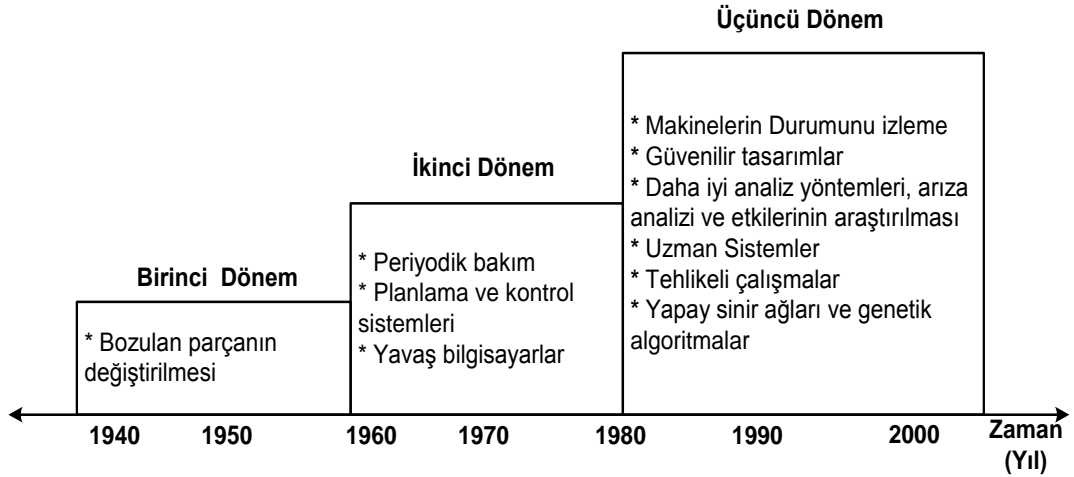 Üçüncü Dönem
* Makinelerin Durumunu izleme
* Güvenilir tasarımlar
* Daha iyi analiz yöntemleri, arıza
analizi ve etkilerinin araştırılması
* Uzman Sistemler
* Tehlikeli çalışmalar
* Yapay sinir ağları ve genetik
algoritmalar
İkinci Dönem
* Periyodik bakım
* Planlama ve kontrol
sistemleri
* Yavaş bilgisayarlar
Birinci Dönem
* Bozulan parçanın
değiştirilmesi
1940 1950 1960 1970 1980 1990 2000 Zaman
(Yıl)